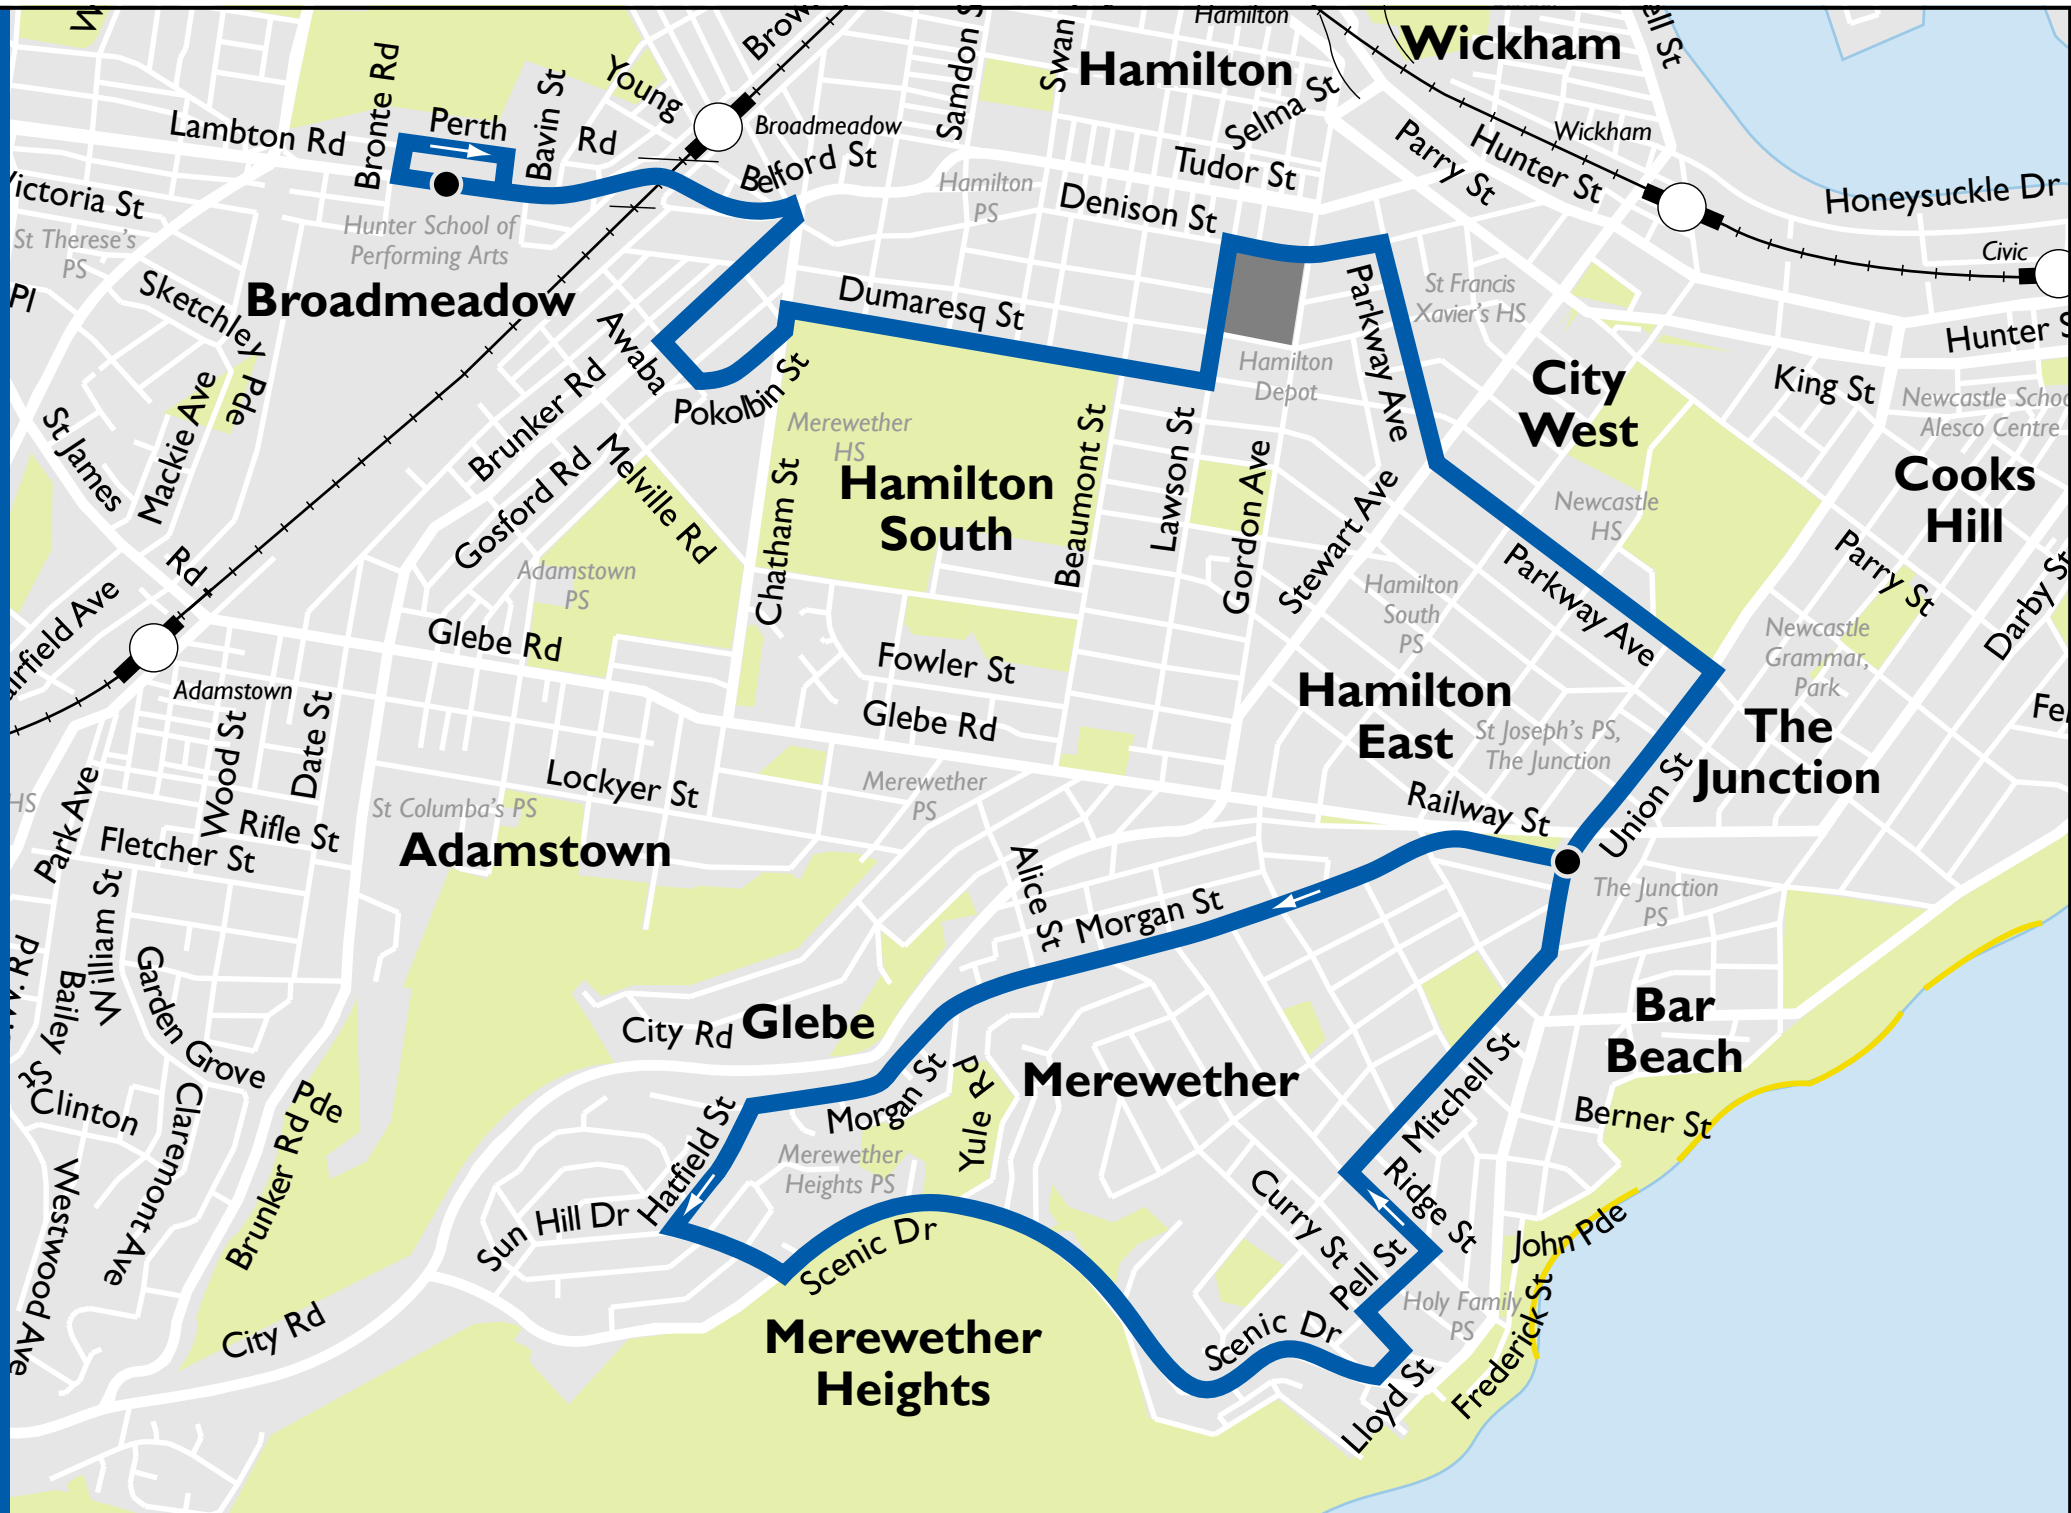 Hamilton
Wickham
Hamilton
Young
Brow
Samdon S
Swan
ell St
Selma St
Bronte Rd
Perth
Bavin St
Rd
Broadmeadow
Lambton Rd
Belford St
Tudor St
Parry St
Hunter St
Wickham
Honeysuckle Dr
Victoria St
St Therese's
PS
Hunter School of
Performing Arts
Hamilton
PS
Denison St
Civic
Pl
Sketchley
Pde
Broadmeadow
Dumaresq St
Parkway Ave
St Francis
Xavier's HS
Hunter S
Awaba
Hamilton
Depot
City
West
King St
Newcastle Schoo
Alesco Centre
Mackie Ave
St James
Rd
Brunker Rd
Pokolbin St
Merewether
HS
Beaumont St
Lawson St
Gordon Ave
Stewart Ave
Gosford Rd
Melville Rd
Chatham St
Hamilton
South
Newcastle
HS
Cooks
Hill
Parry St
Darby St
Adamstown
PS
airfield Ave
Glebe Rd
Fowler St
Hamilton
South
PS
Parkway Ave
Newcastle
Grammar,
Park
Adamstown
Glebe Rd
Hamilton
East
St Joseph's PS,
The Junction
The
Junction
Fe
Wood St
Date St
Park Ave
HS
Lockyer St
Merewether
PS
Railway St
Union St
St Columba's PS
Rifle St
Fletcher St
Adamstown
Alice St
Morgan St
The Junction
PS
William St
Bailey St
Garden Grove
Pde
City Rd
Glebe
Bar
Beach
Clinton
Claremont Ave
Morgan St
Yule Rd
Merewether
Mitchell St
Berner St
Brunker Rd
Hatfield St
Merewether
Heights PS
Westwood Ave
Sun Hill Dr
Scenic Dr
Curry St
Ridge St
Pell St
John Pde
City Rd
Merewether
Heights
Scenic Dr
Holy Family
PS
Frederick St
Lloyd St